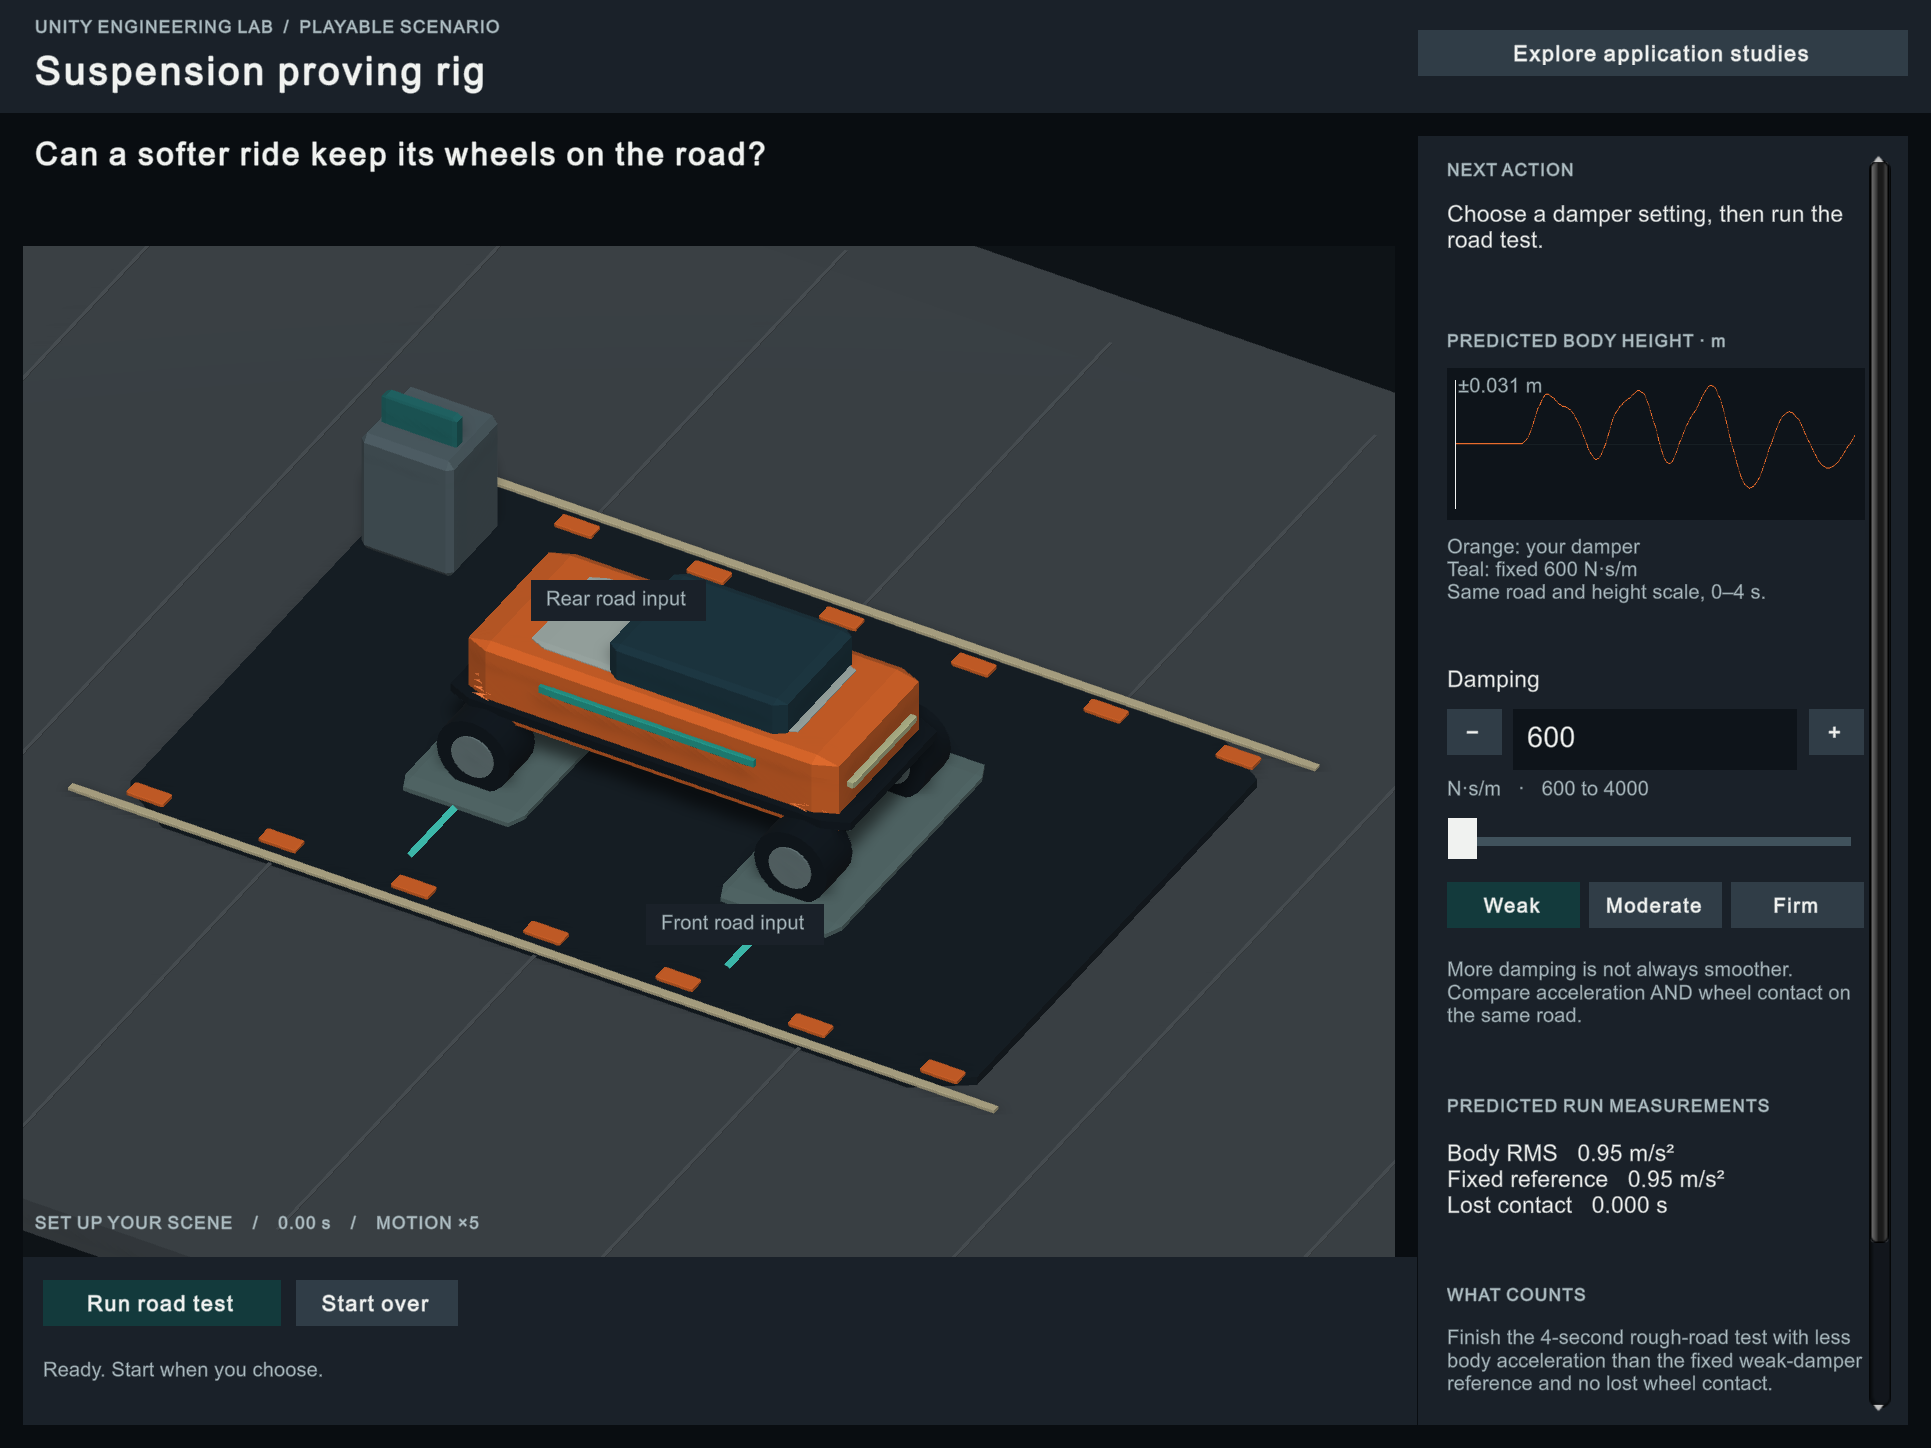 UNITY ENGINEERING LAB / PLAYABLE SCENARIO
Suspension proving rig
Explore application studies
Can a softer ride keep its wheels on the road?
Rear road input
Front road input
SET UP YOUR SCENE / 0.00 s / MOTION ×5
Run road test
Start over
Ready. Start when you choose.
NEXT ACTION
Choose a damper setting, then run the
road test.
PREDICTED BODY HEIGHT · m
±0.031 m
Orange: your damper
Teal: fixed 600 N·s/m
Same road and height scale, 0–4 s.
Damping
−
600
+
N·s/m · 600 to 4000
Weak
Moderate
Firm
More damping is not always smoother.
Compare acceleration AND wheel contact on
the same road.
PREDICTED RUN MEASUREMENTS
Body RMS 0.95 m/s²
Fixed reference 0.95 m/s²
Lost contact 0.000 s
WHAT COUNTS
Finish the 4-second rough-road test with less
body acceleration than the fixed weak-damper
reference and no lost wheel contact.